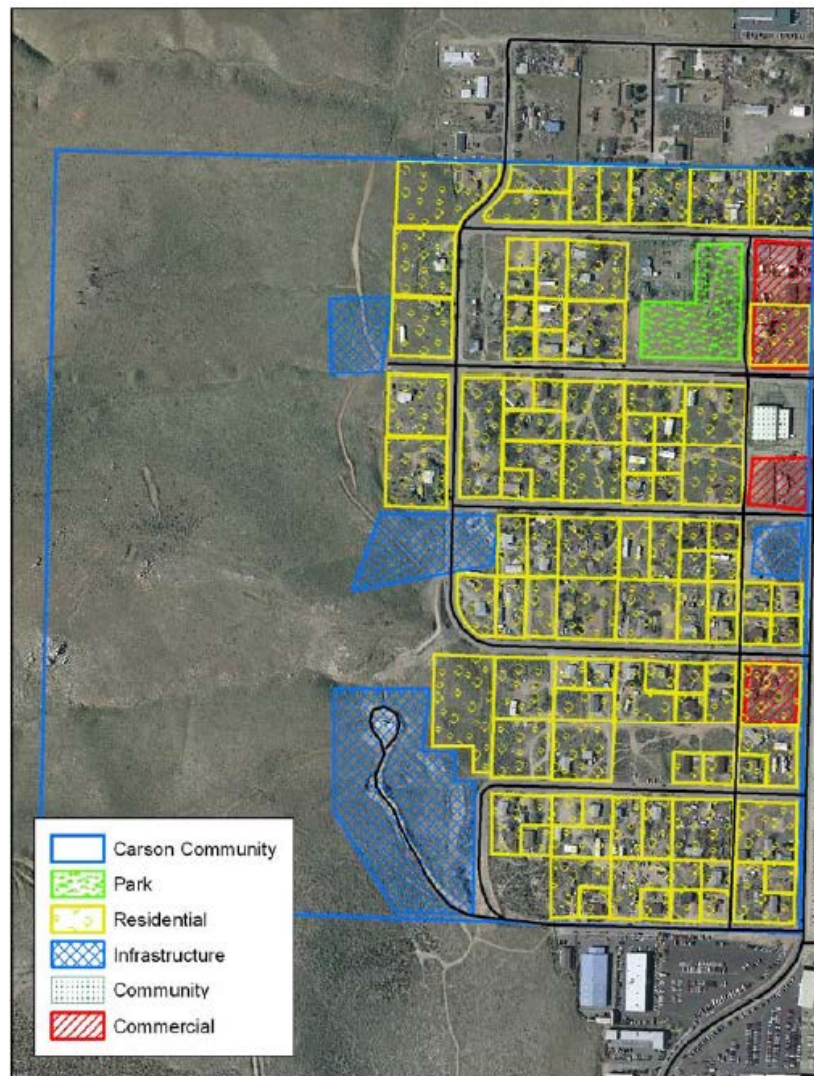 Carson Community
Park
Residential
Infrastructure
Community
Commercial